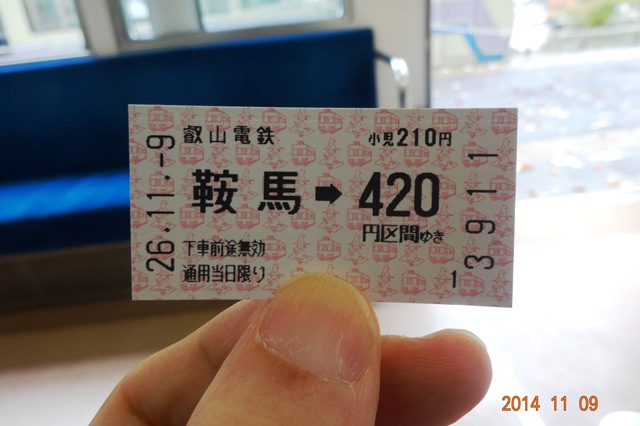 叡山電鉄
小児210円
鞍馬➡420
円区間ゆき
下車前途無効
通用当日限り
26.11.-9
3911
1
2014 11 09